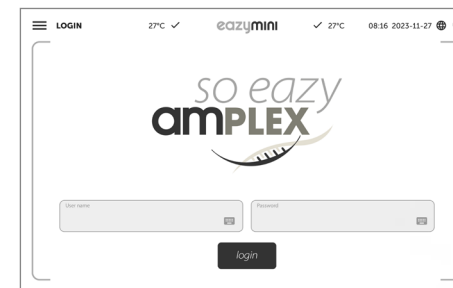 LOGIN 27°C eazymini 27°C 08:16 2023-11-27
so eazy
amPLEX
User name Password
login